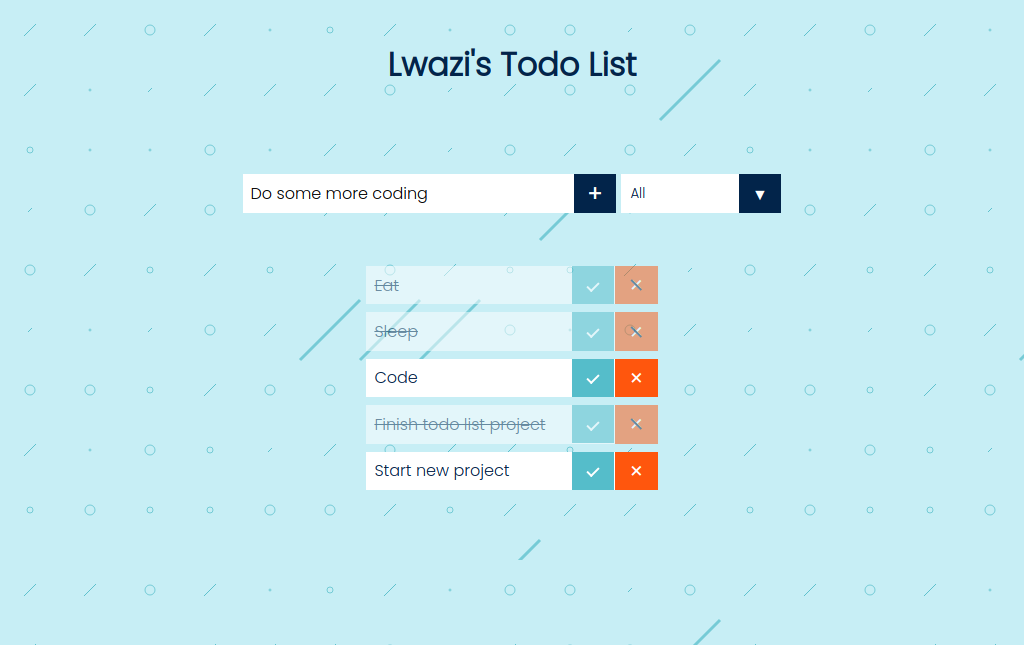 Lwazi's Todo List
Do some more coding + All ▼
Eat
Sleep
Code
Finish todo list project
Start new project